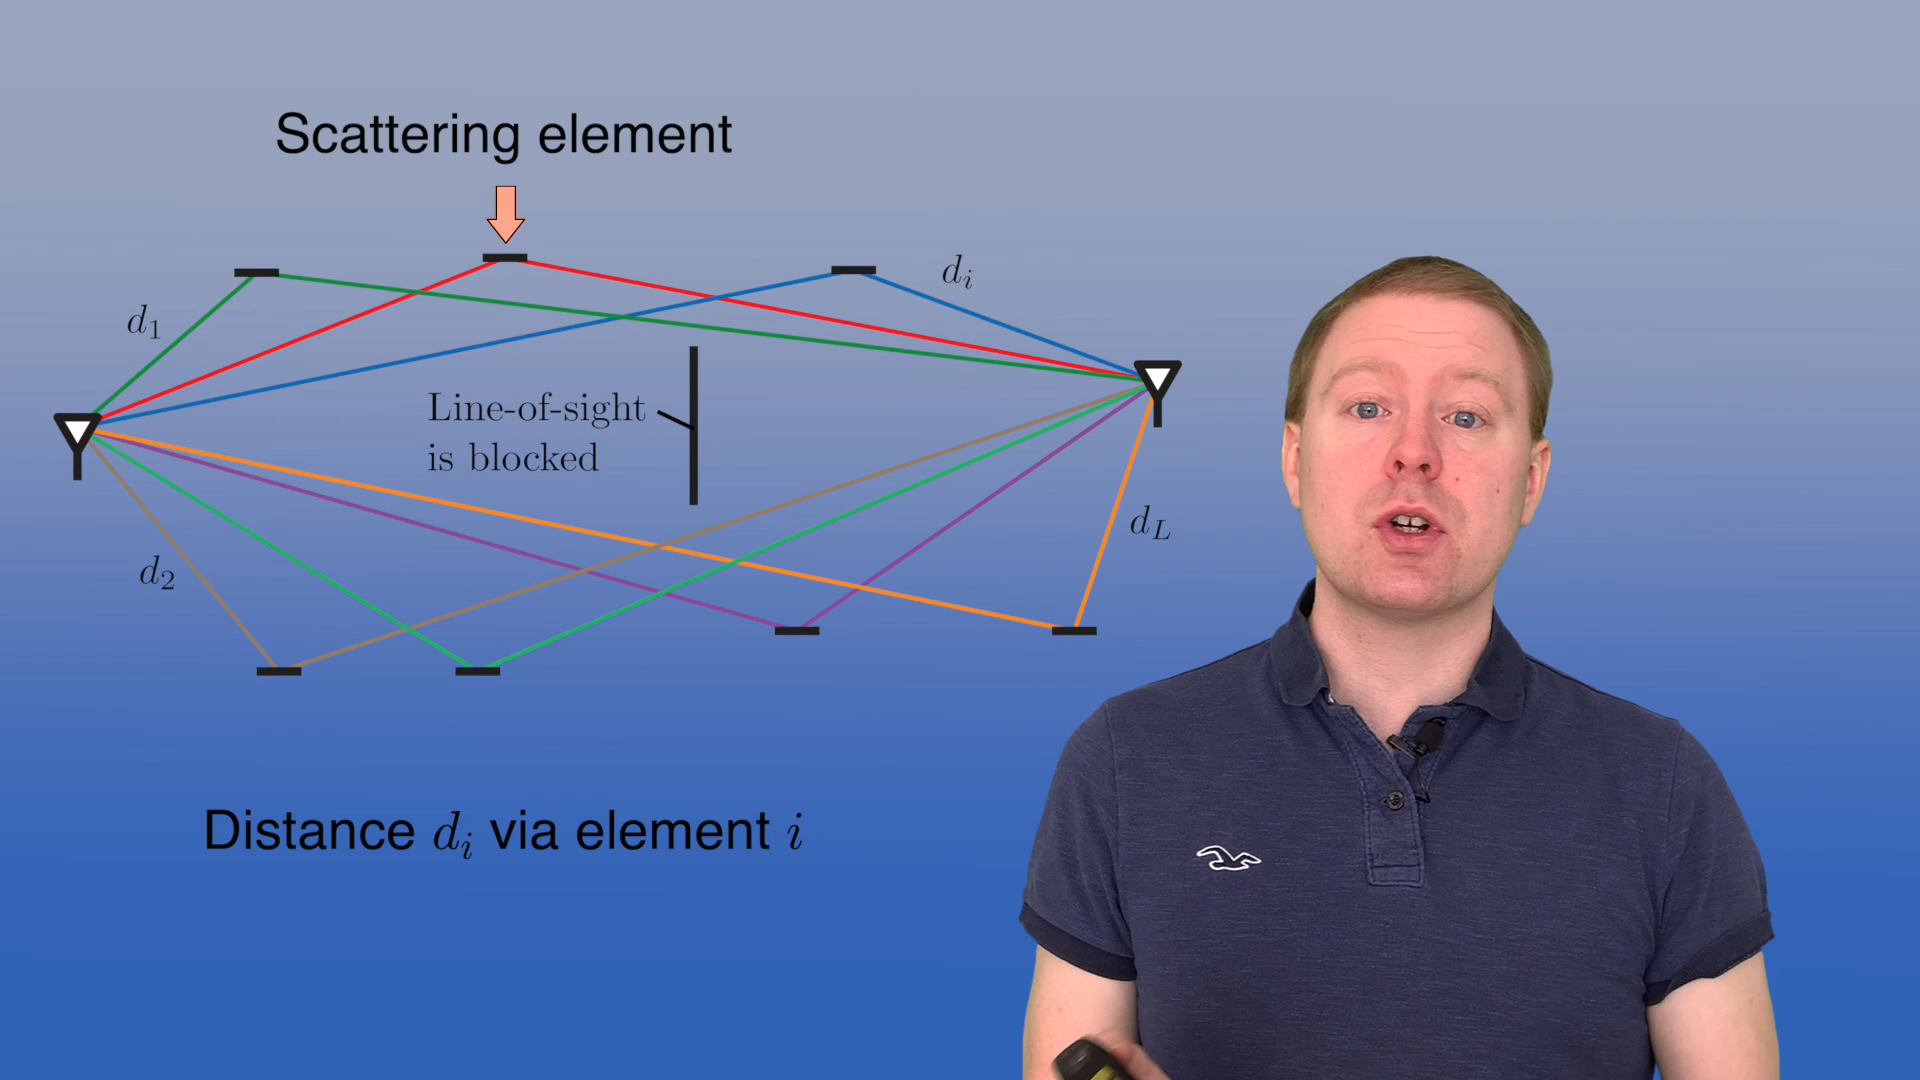 Scattering element
d_i
d_1
Line-of-sight
is blocked
d_L
d_2
Distance d_i via element i